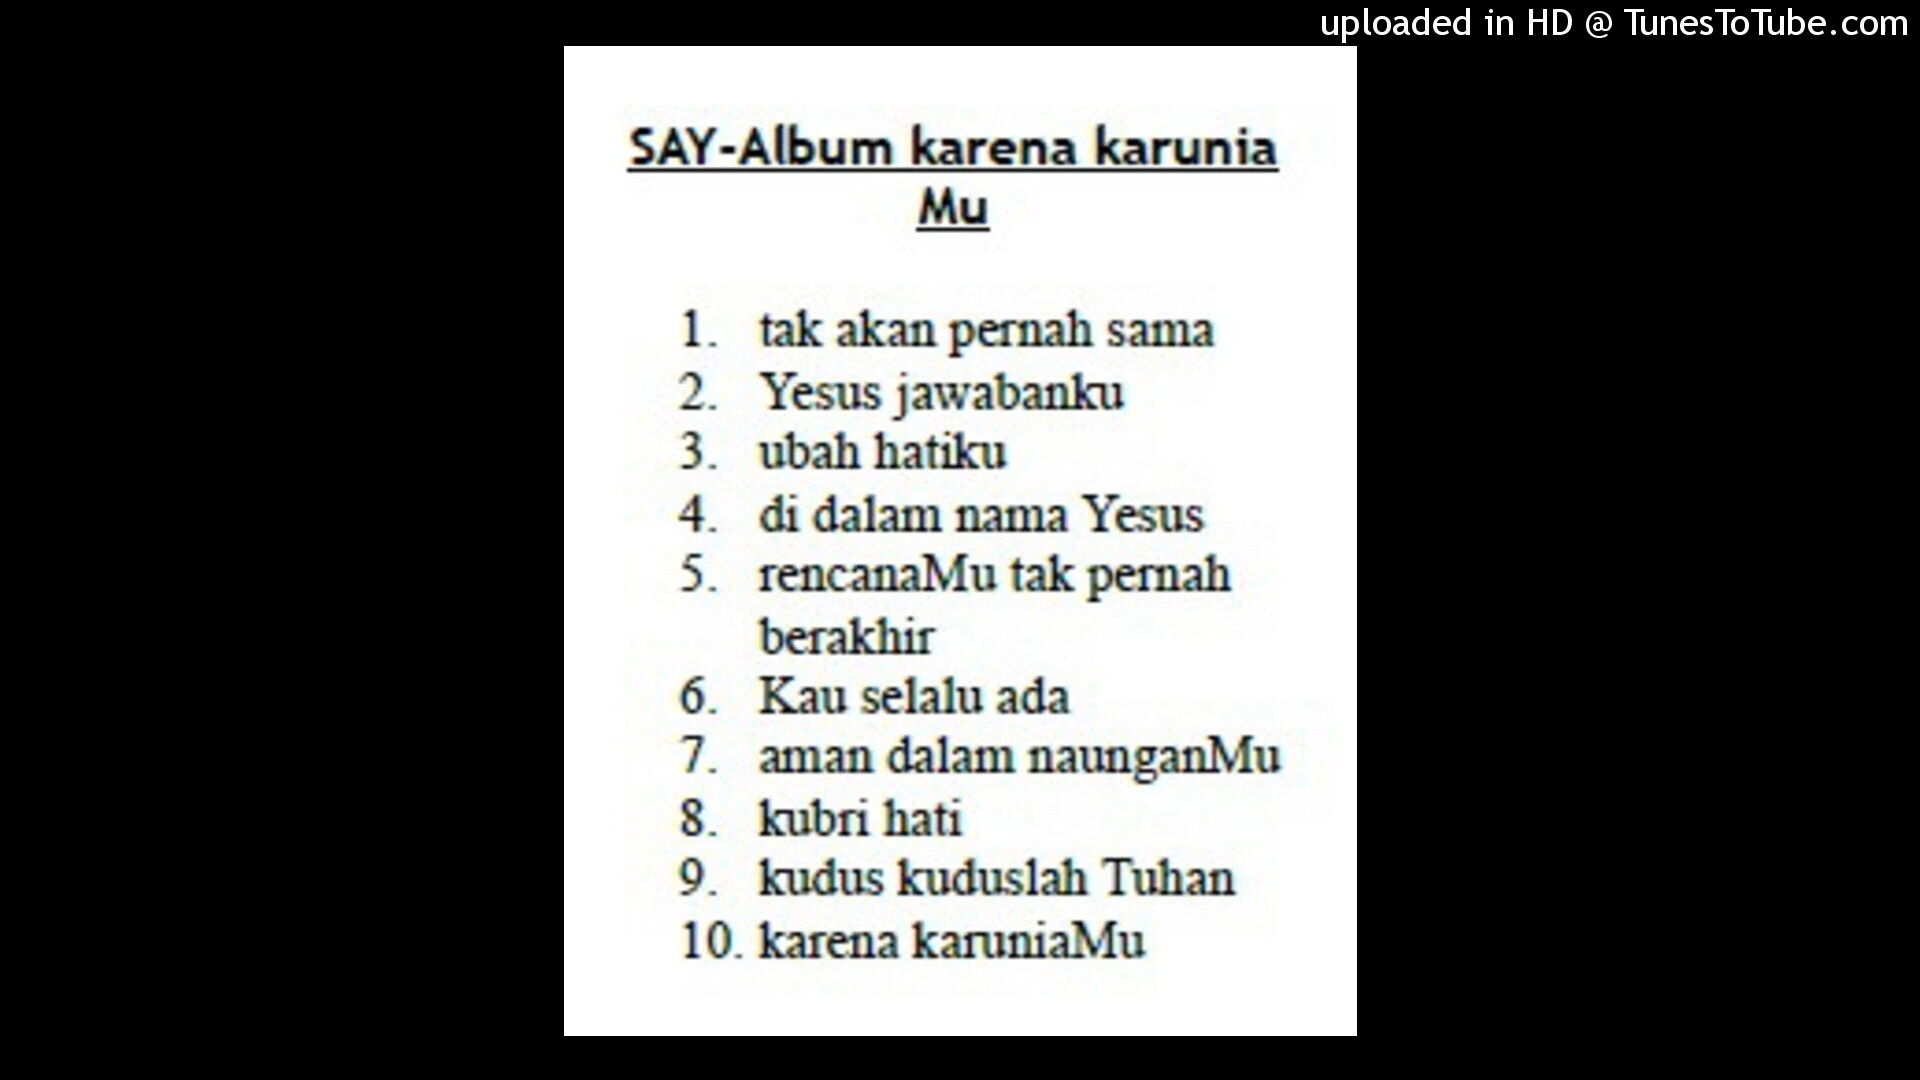 uploaded in HD @ TunesToTube.com
SAY-Album karena karunia
Mu
1. tak akan pernah sama
2. Yesus jawabanku
3. ubah hatiku
4. di dalam nama Yesus
5. rencanaMu tak pernah
berakhir
6. Kau selalu ada
7. aman dalam naunganMu
8. kubri hati
9. kudus kuduslah Tuhan
10. karena karuniaMu